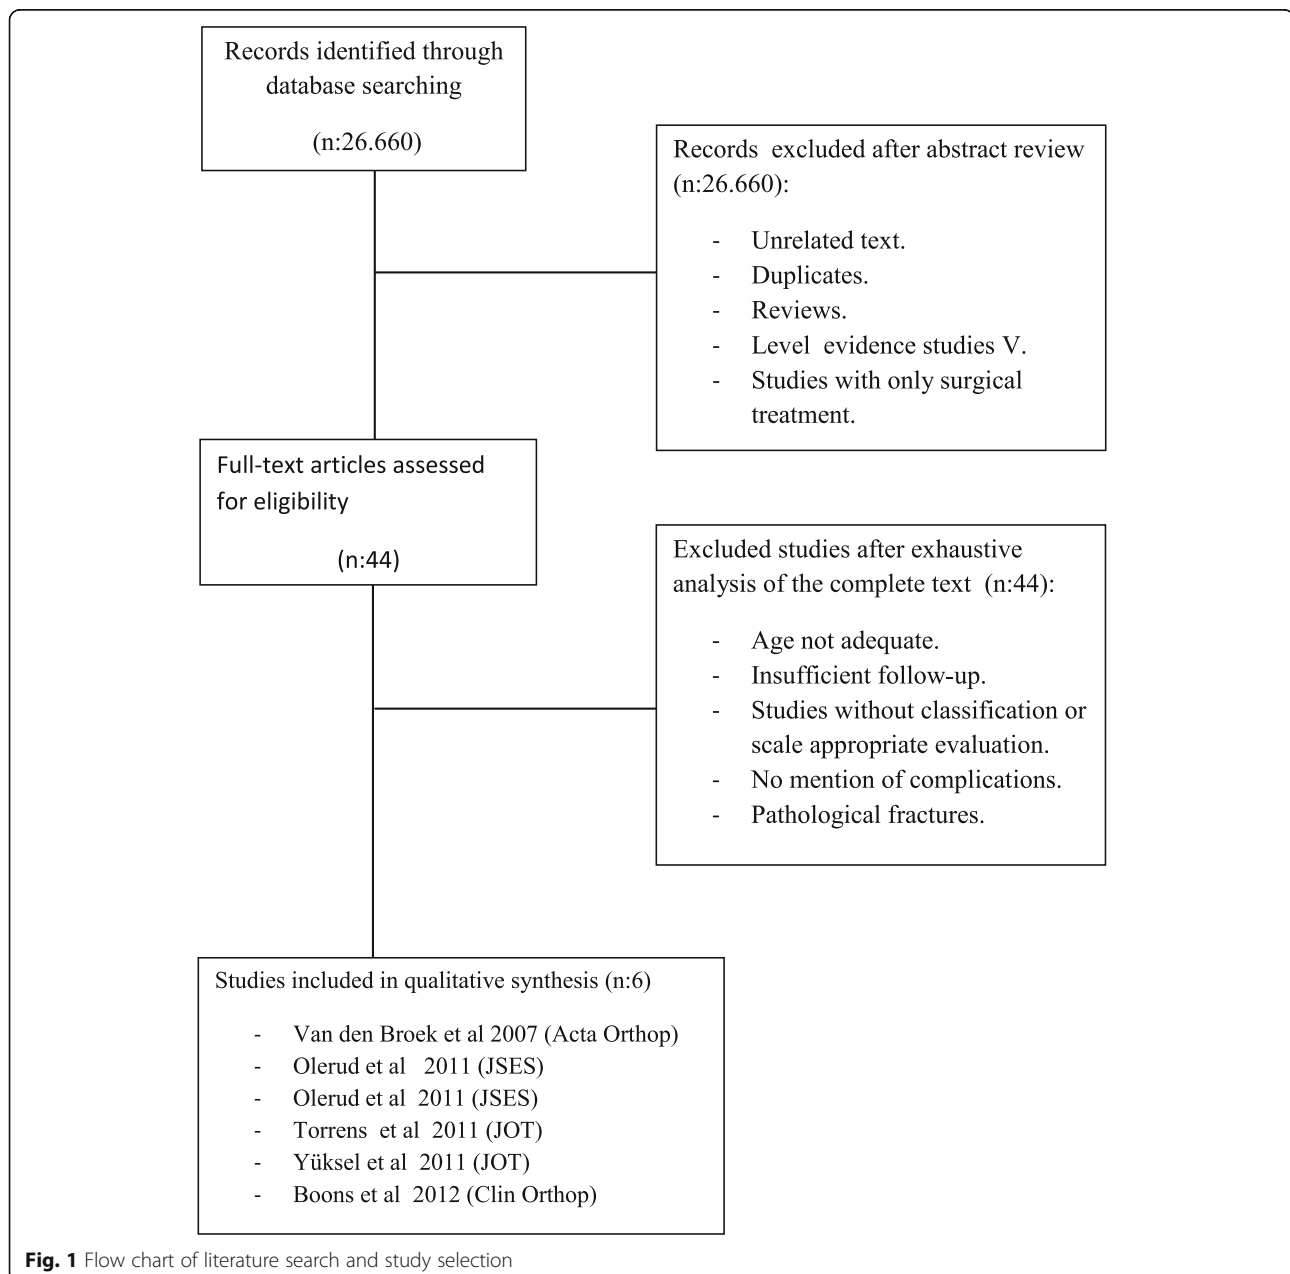 Records identified through
database searching
(n:26.660)
Records excluded after abstract review
(n:26.660):
- Unrelated text.
- Duplicates.
- Reviews.
- Level evidence studies V.
- Studies with only surgical
treatment.
Full-text articles assessed
for eligibility
(n:44)
Excluded studies after exhaustive
analysis of the complete text (n:44):
- Age not adequate.
- Insufficient follow-up.
- Studies without classification or
scale appropriate evaluation.
- No mention of complications.
- Pathological fractures.
Studies included in qualitative synthesis (n:6)
- Van den Broek et al 2007 (Acta Orthop)
- Olerud et al 2011 (JSES)
- Olerud et al 2011 (JSES)
- Torrens et al 2011 (JOT)
- Yüksel et al 2011 (JOT)
- Boons et al 2012 (Clin Orthop)
Fig. 1 Flow chart of literature search and study selection